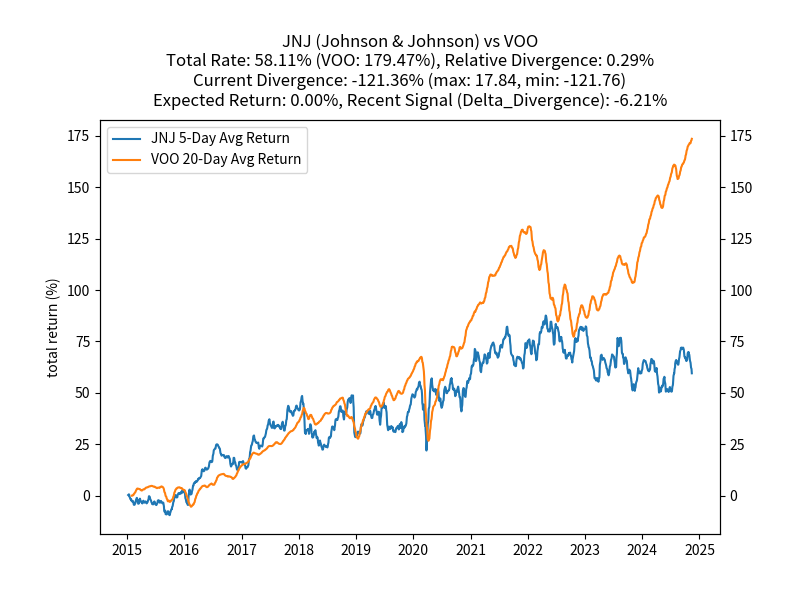 JNJ (Johnson & Johnson) vs VOO
Total Rate: 58.11% (VOO: 179.47%), Relative Divergence: 0.29%
Current Divergence: -121.36% (max: 17.84, min: -121.76)
Expected Return: 0.00%, Recent Signal (Delta_Divergence): -6.21%
JNJ 5-Day Avg Return
VOO 20-Day Avg Return
total return (%)
175 175
150 150
125 125
100 100
75 75
50 50
25 25
0 0
2015 2016 2017 2018 2019 2020 2021 2022 2023 2024 2025